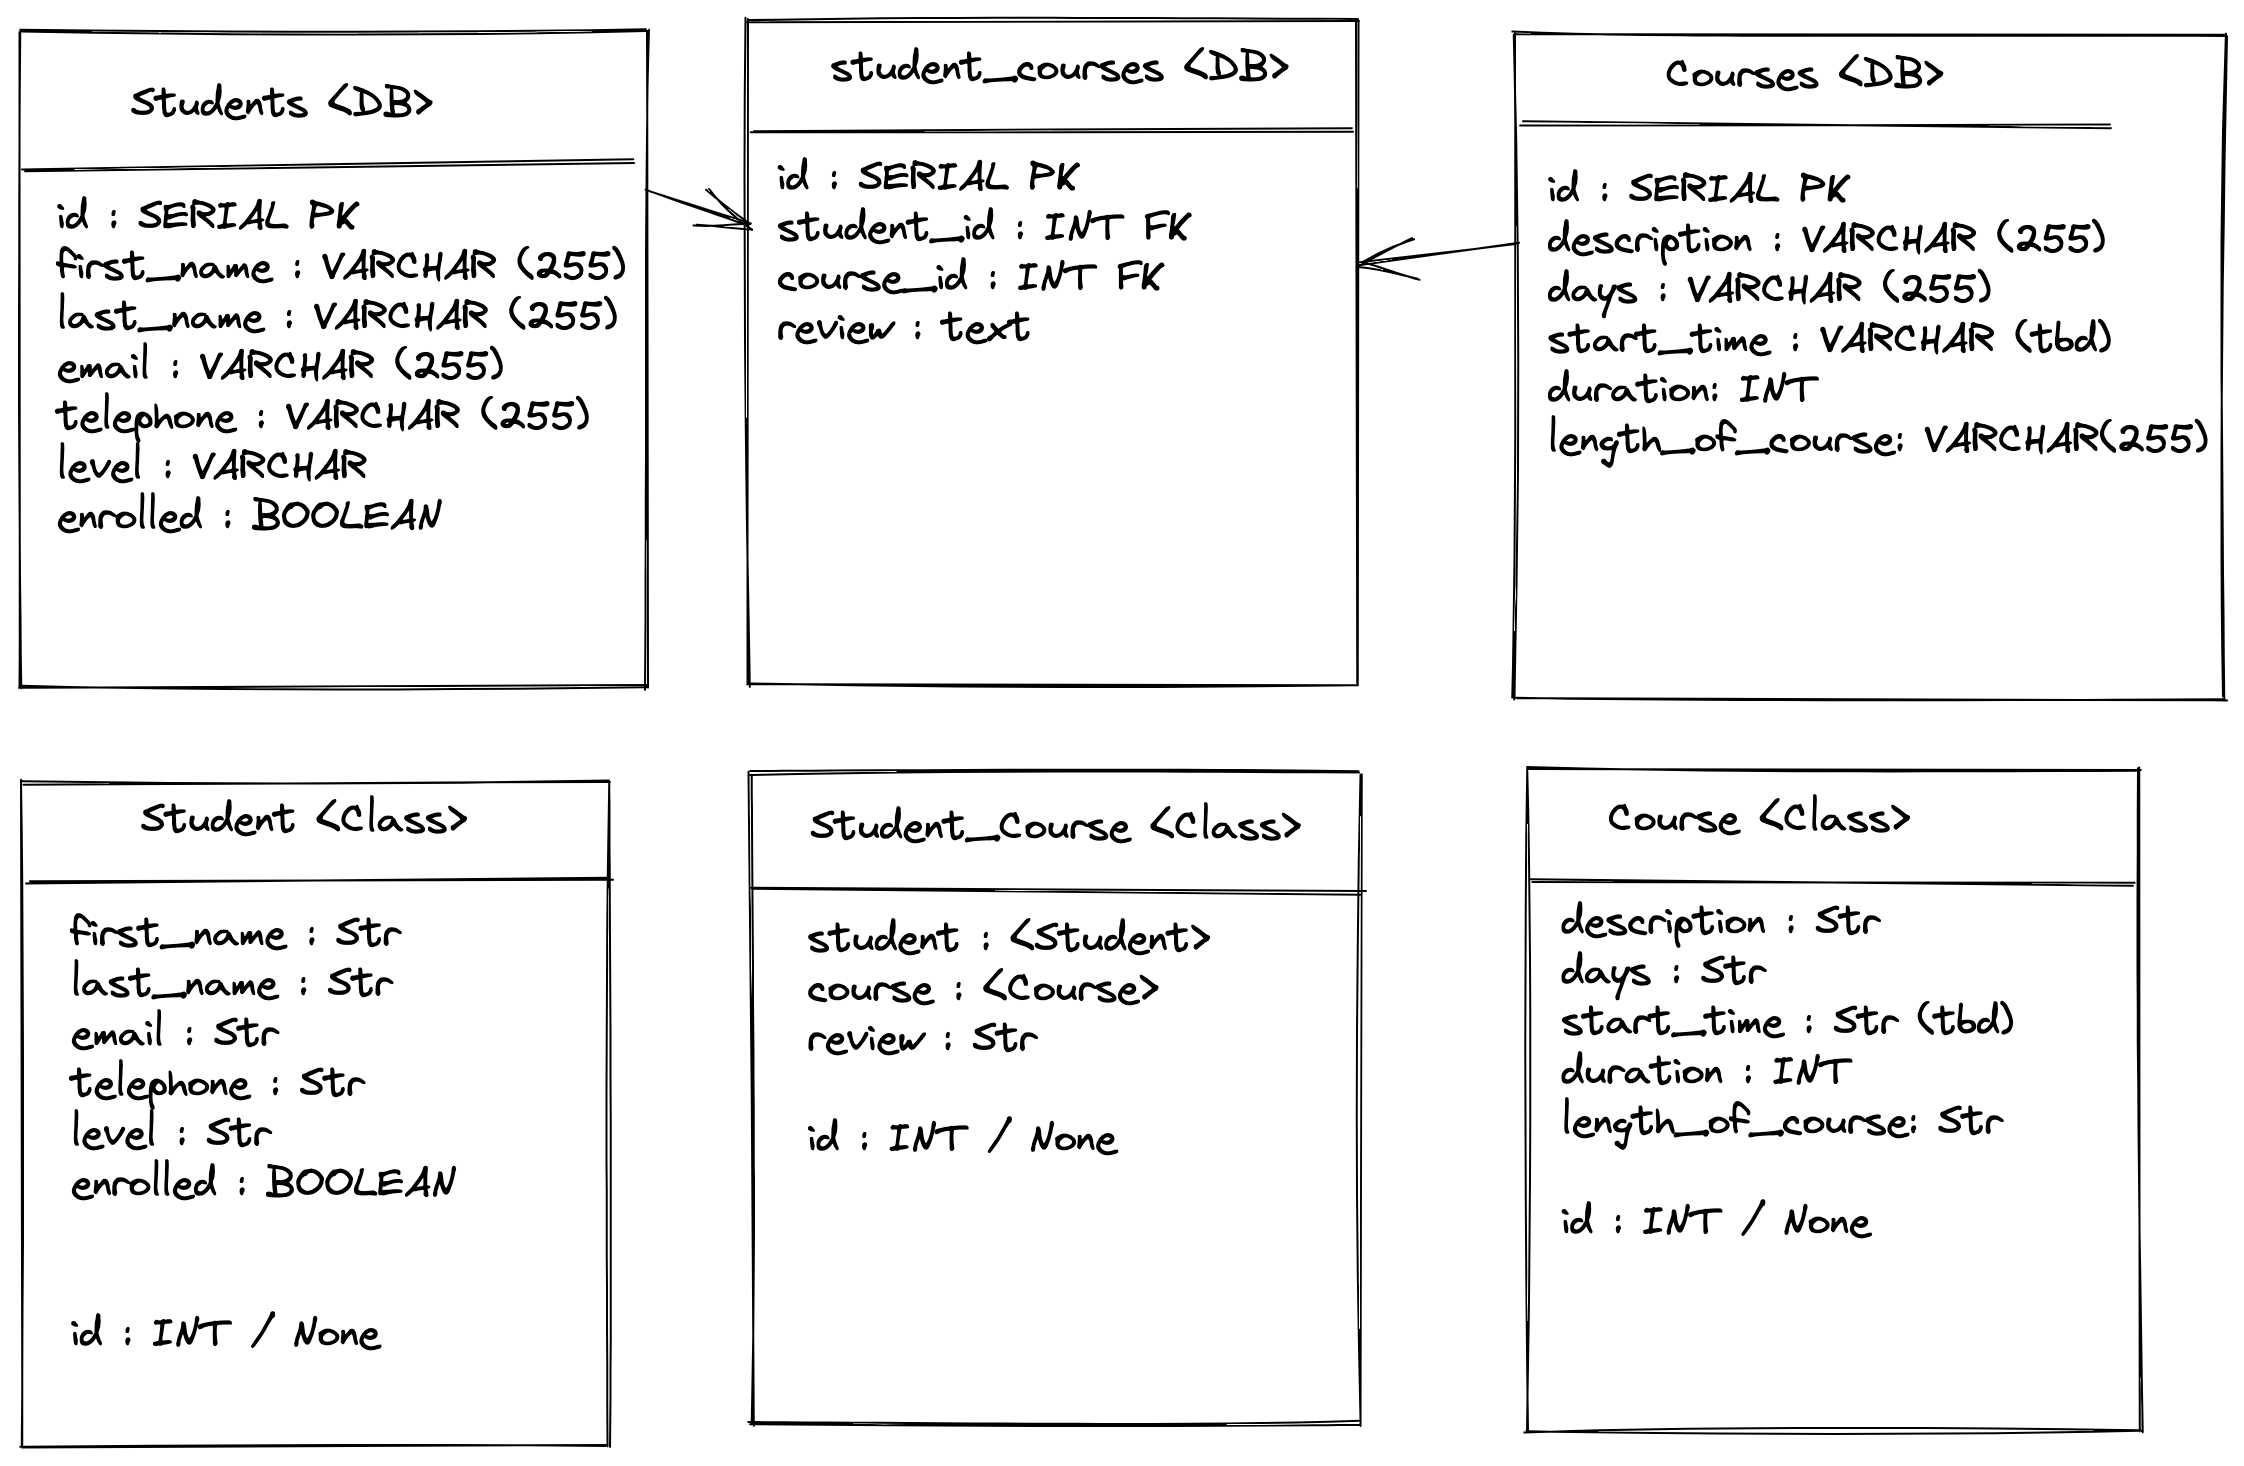 Students <DB>
id : SERIAL PK
first_name : VARCHAR (255)
last_name : VARCHAR (255)
email : VARCHAR (255)
telephone : VARCHAR (255)
level : VARCHAR
enrolled : BOOLEAN
student_courses <DB>
id : SERIAL PK
student_id : INT FK
course_id : INT FK
review : text
Courses <DB>
id : SERIAL PK
description : VARCHAR (255)
days : VARCHAR (255)
start_time : VARCHAR (tbd)
duration: INT
length_of_course: VARCHAR(255)
Student <Class>
first_name : Str
last_name : Str
email : Str
telephone : Str
level : Str
enrolled : BOOLEAN
id : INT / None
Student_Course <Class>
student : <Student>
course : <Course>
review : Str
id : INT / None
Course <Class>
description : Str
days : Str
start_time : Str (tbd)
duration : INT
length_of_course: Str
id : INT / None